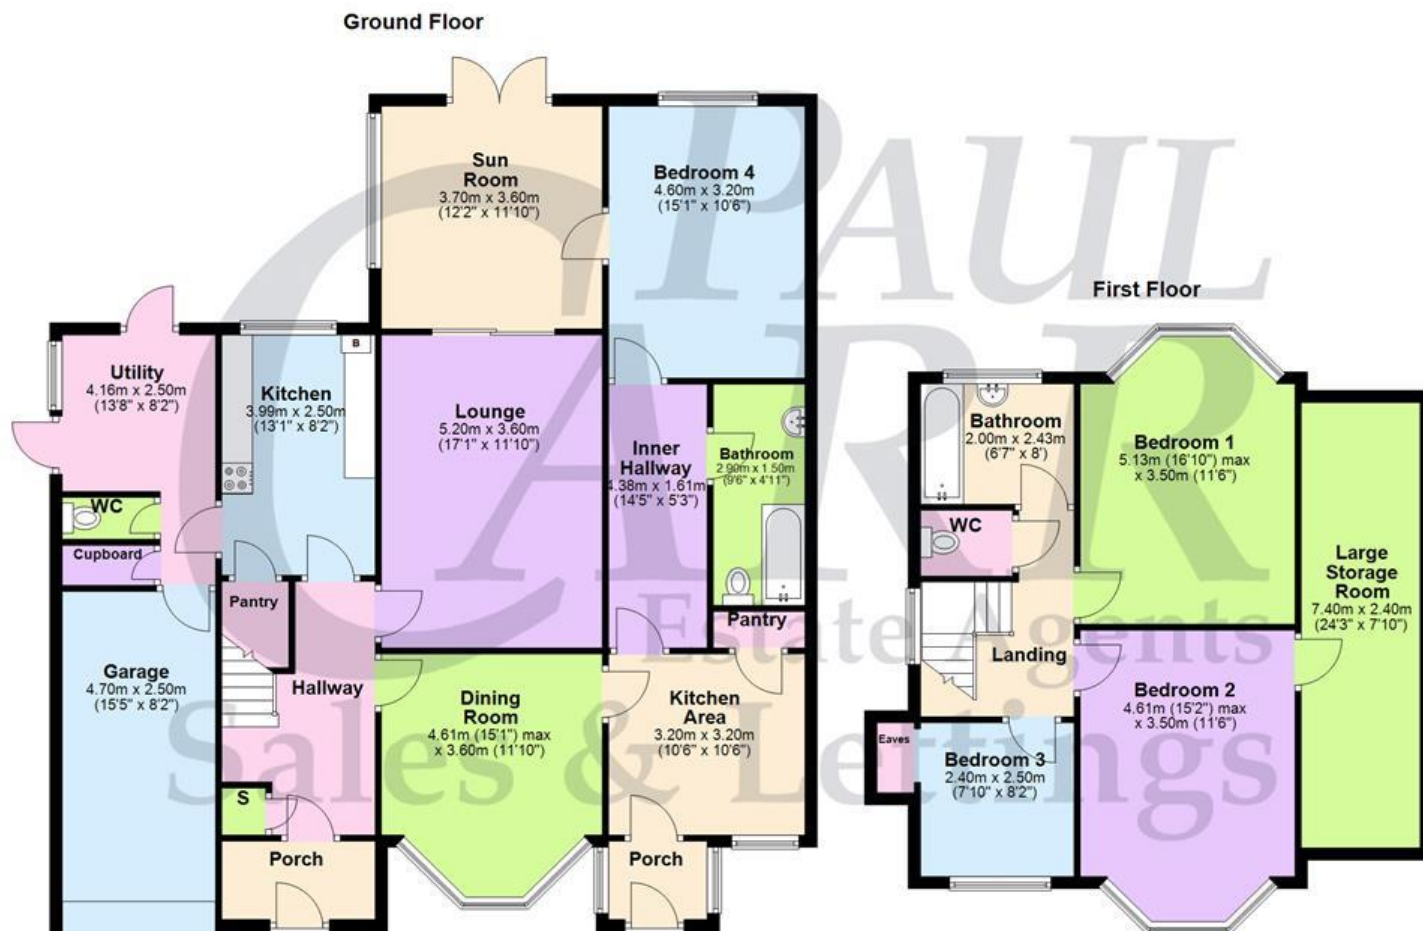 Ground Floor
Sun
Room
3.70m x 3.60m
(12'2" x 11'10")
Bedroom 4
4.60m x 3.20m
(15'1" x 10'6")
Utility
4.16m x 2.50m
(13'8" x 8'2")
B
Kitchen
3.99m x 2.50m
(13'1" x 8'2")
Lounge
5.20m x 3.60m
(17'1" x 11'10")
Inner
Hallway
4.38m x 1.61m
(14'5" x 5'3")
Bathroom
2.90m x 1.50m
(9'6" x 4'11")
WC
Cupboard
Pantry
Pantry
Garage
4.70m x 2.50m
(15'5" x 8'2")
Hallway
Dining
Room
4.61m (15'1") max
x 3.60m (11'10")
Kitchen
Area
3.20m x 3.20m
(10'6" x 10'6")
S
Porch
Porch
First Floor
Bathroom
2.00m x 2.43m
(6'7" x 8')
Bedroom 1
5.13m (16'10") max
x 3.50m (11'6")
WC
Large
Storage
Room
7.40m x 2.40m
(24'3" x 7'10")
Landing
Bedroom 2
4.61m (15'2") max
x 3.50m (11'6")
Eaves
Bedroom 3
2.40m x 2.50m
(7'10" x 8'2")
PAUL
CARR
Estate Agents
Sales & Lettings